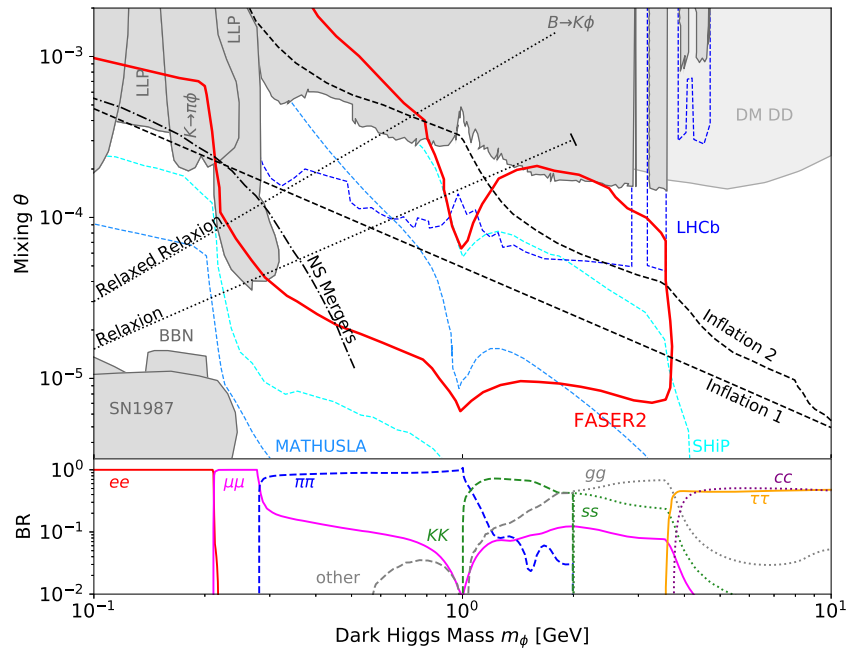 10⁻³
10⁻⁴
10⁻⁵
Mixing θ
LLP
LLP
K→πϕ
B→Kϕ
DM DD
LHCb
Relaxed Relaxion
Relaxion
NS Mergers
BBN
SN1987
MATHUSLA
FASER2
SHiP
Inflation 2
Inflation 1
10⁰
10⁻¹
10⁻²
BR
ee
μμ
ππ
other
KK
gg
ss
cc
ττ
10⁻¹
10⁰
10¹
Dark Higgs Mass mϕ [GeV]